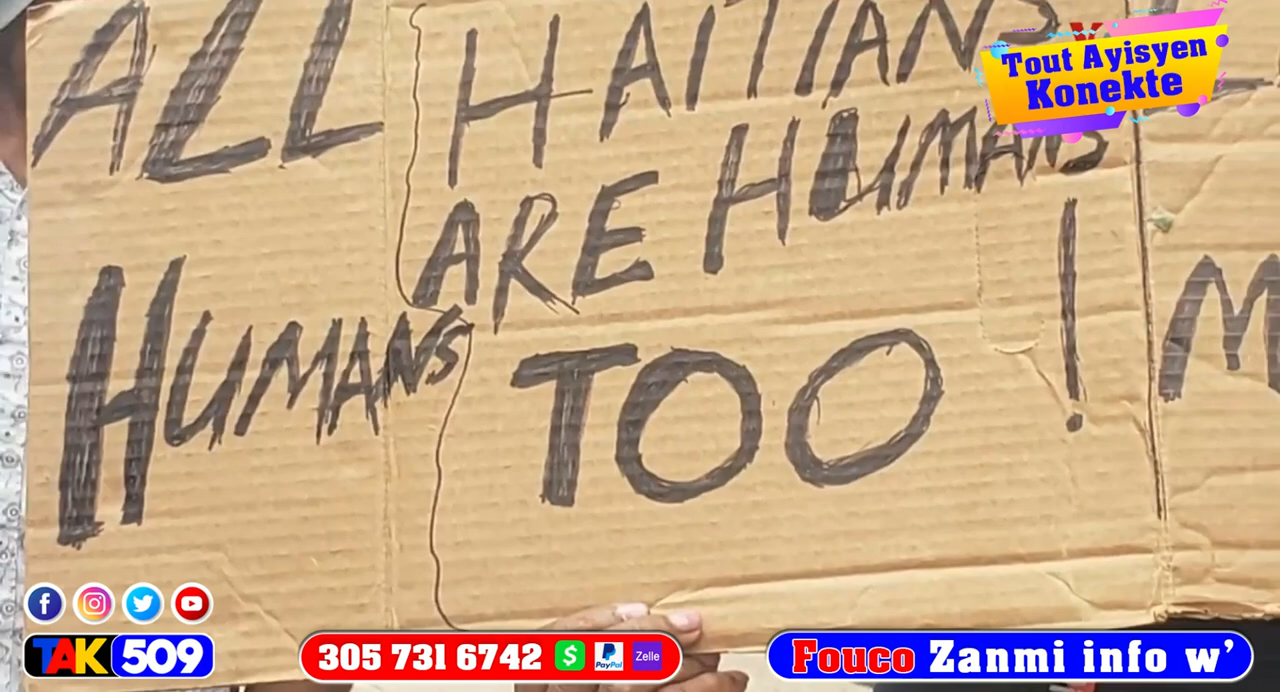 ALL
HUMANS
HAITIANS
ARE HUMANS
TOO !
M
Tout Ayisyen
Konekte
TAK 509
305 731 6742 $ PayPal Zelle
Fouco Zanmi info w’